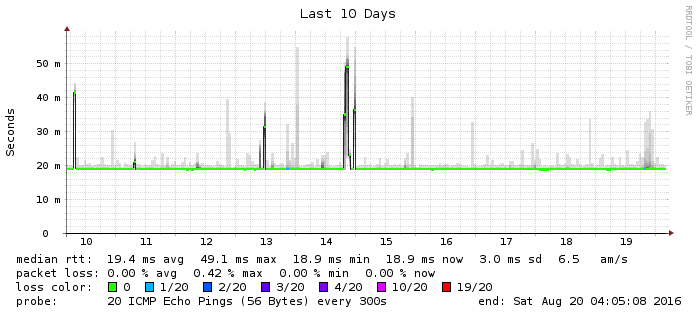 Last 10 Days
RRDTOOL / TOBI OETIKER
Seconds
50 m
40 m
30 m
20 m
10 m
0
10 11 12 13 14 15 16 17 18 19
median rtt: 19.4 ms avg 49.1 ms max 18.9 ms min 18.9 ms now 3.0 ms sd 6.5 am/s
packet loss: 0.00 % avg 0.42 % max 0.00 % min 0.00 % now
loss color: 0 1/20 2/20 3/20 4/20 10/20 19/20
probe: 20 ICMP Echo Pings (56 Bytes) every 300s end: Sat Aug 20 04:05:08 2016